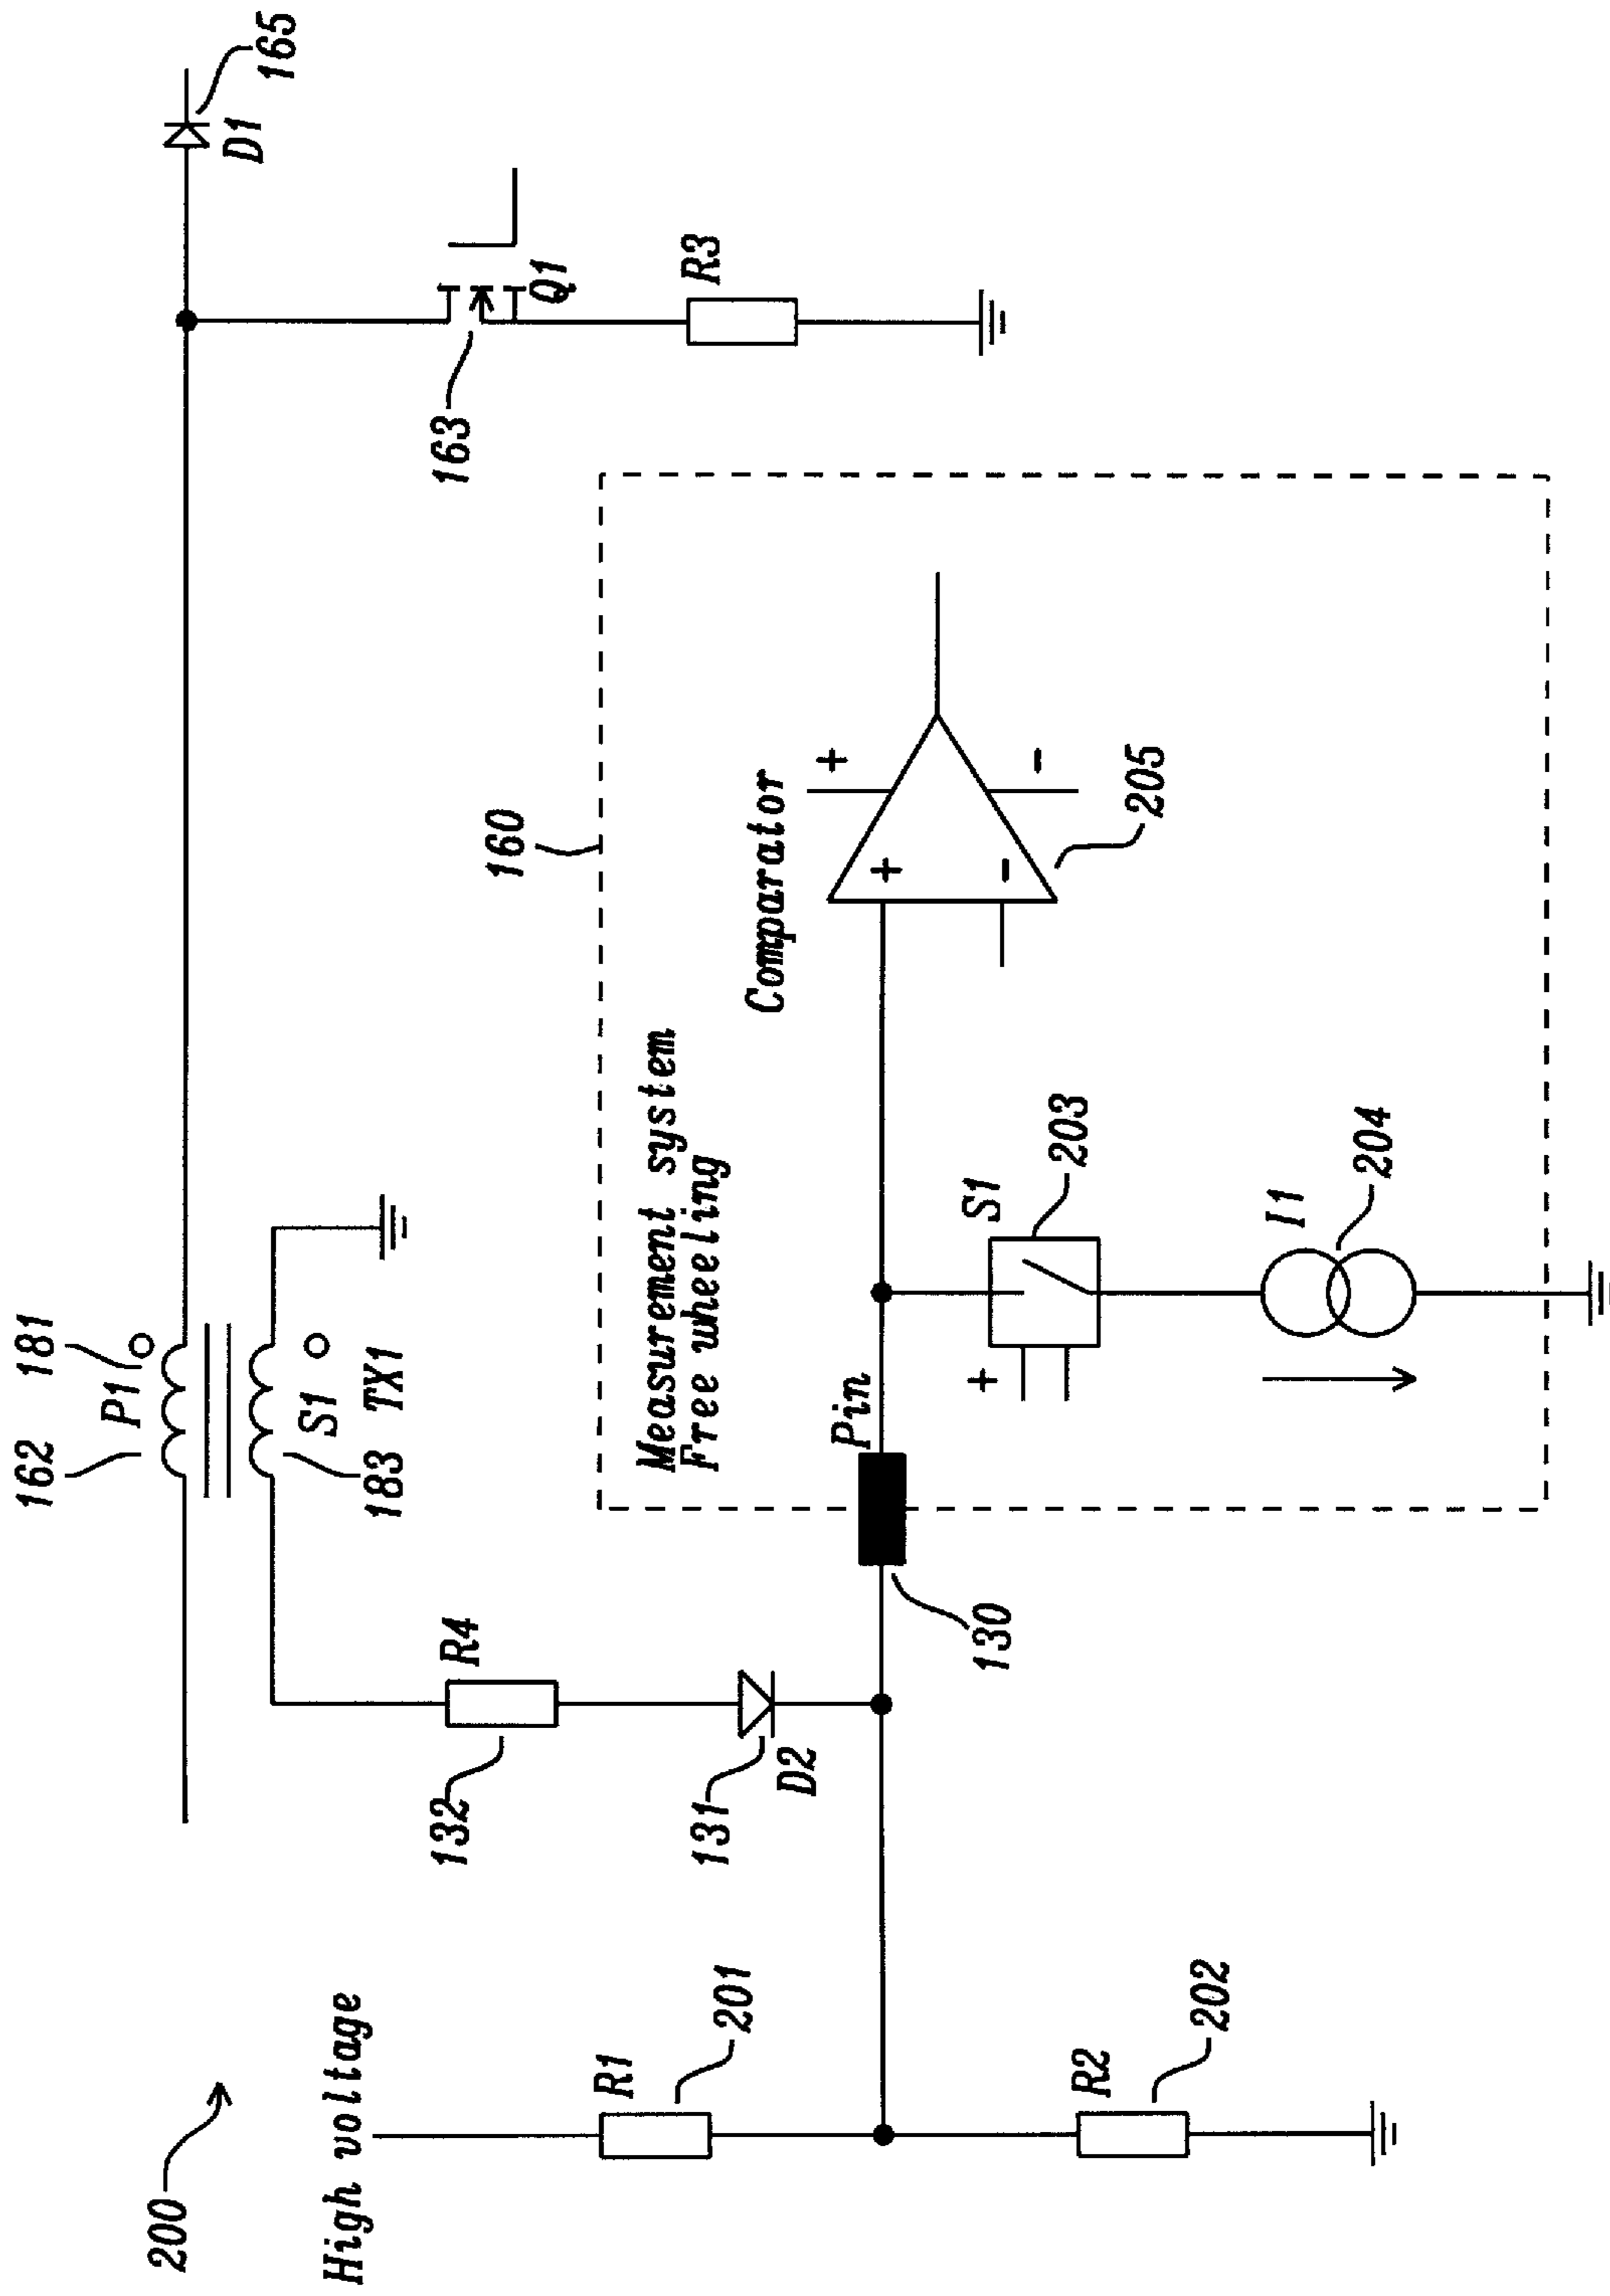 200
High voltage
R1
201
R2
202
132
R4
131
D2
130
162
181
P1
S1
183 TX1
Measurement system
Free wheeling
Pin
160
Comparator
+
-
+
-
205
S1
203
+
I1
204
163
Q1
R3
D1
165